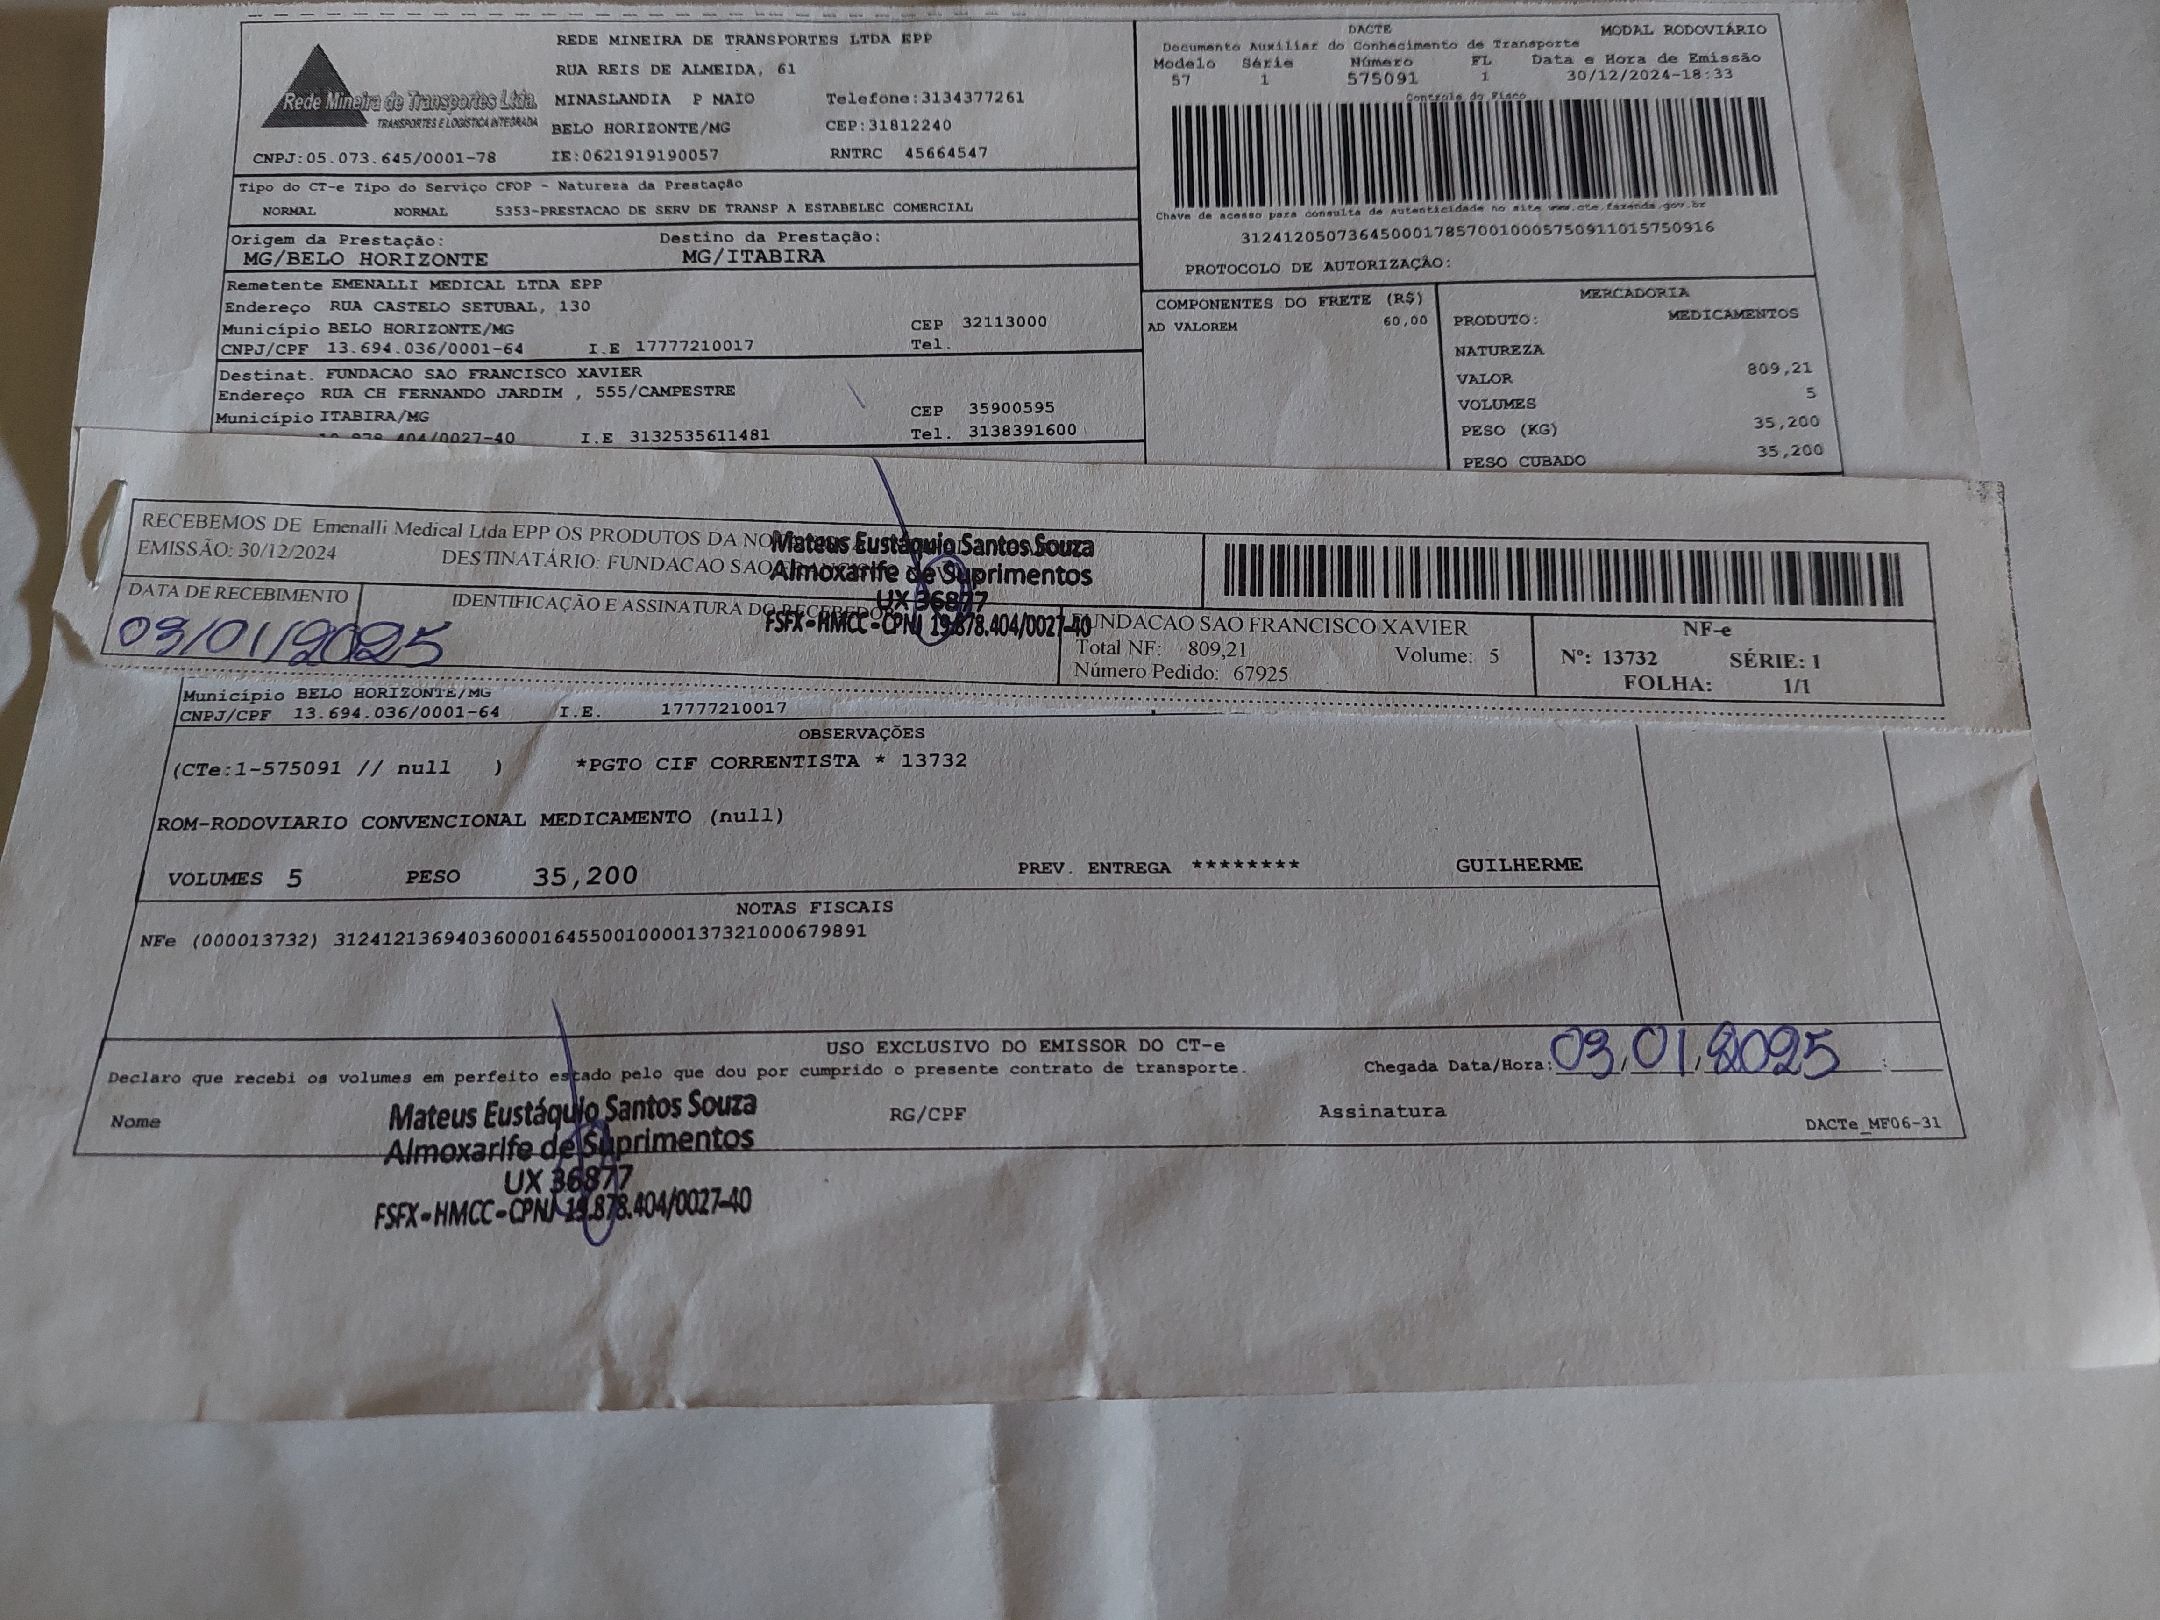 REDE MINEIRA DE TRANSPORTES LTDA EPP
RUA REIS DE ALMEIDA, 61
MINASLANDIA P MAIO Telefone:3134377261
BELO HORIZONTE/MG CEP:31812240
CNPJ:05.073.645/0001-78 IE:0621919190057 RNTRC 45664547
Rede Mineira de Transportes Ltda.
TRANSPORTES E LOGÍSTICA INTEGRADA
DACTE MODAL RODOVIÁRIO
Documento Auxiliar do Conhecimento de Transporte
Modelo Série Número FL Data e Hora de Emissão
57 1 575091 1 30/12/2024-18:33
Controle do Fisco
Chave de acesso para consulta de autenticidade no site www.cte.fazenda.gov.br
31241205073645000178570010005750911015750916
PROTOCOLO DE AUTORIZAÇÃO:
Tipo do CT-e Tipo do Serviço CFOP - Natureza da Prestação
NORMAL NORMAL 5353-PRESTACAO DE SERV DE TRANSP A ESTABELEC COMERCIAL
Origem da Prestação: Destino da Prestação:
MG/BELO HORIZONTE MG/ITABIRA
Remetente EMENALLI MEDICAL LTDA EPP
Endereço RUA CASTELO SETUBAL, 130
Município BELO HORIZONTE/MG CEP 32113000
CNPJ/CPF 13.694.036/0001-64 I.E 17777210017 Tel.
Destinat. FUNDACAO SAO FRANCISCO XAVIER
Endereço RUA CH FERNANDO JARDIM , 555/CAMPESTRE
Município ITABIRA/MG CEP 35900595
19.878.404/0027-40 I.E 3132535611481 Tel. 3138391600
COMPONENTES DO FRETE (R$)
AD VALOREM 60,00
MERCADORIA
PRODUTO: MEDICAMENTOS
NATUREZA
VALOR 809,21
VOLUMES 5
PESO (KG) 35,200
PESO CUBADO 35,200
RECEBEMOS DE Emenalli Medical Ltda EPP OS PRODUTOS DA
EMISSÃO: 30/12/2024 DESTINATÁRIO: FUNDACAO SAO
DATA DE RECEBIMENTO IDENTIFICAÇÃO E ASSINATURA DO RECEBEDOR
03/01/2025
Mateus Eustáquio Santos Souza
Almoxarife de Suprimentos
UX 36877
FSFX-HMCC-CPNJ 19.878.404/0027-40
FUNDACAO SAO FRANCISCO XAVIER
Total NF: 809,21 Volume: 5
Número Pedido: 67925
NF-e
Nº: 13732 SÉRIE: 1
FOLHA: 1/1
Município BELO HORIZONTE/MG
CNPJ/CPF 13.694.036/0001-64 I.E. 17777210017
OBSERVAÇÕES
(CTe:1-575091 // null ) *PGTO CIF CORRENTISTA * 13732
ROM-RODOVIARIO CONVENCIONAL MEDICAMENTO (null)
VOLUMES 5 PESO 35,200 PREV. ENTREGA ******** GUILHERME
NOTAS FISCAIS
NFe (000013732) 31241213694036000164550010000137321000679891
USO EXCLUSIVO DO EMISSOR DO CT-e
Declaro que recebi os volumes em perfeito estado pelo que dou por cumprido o presente contrato de transporte. Chegada Data/Hora: 03,01,2025 :
Nome RG/CPF Assinatura DACTe_MF06-31
Mateus Eustáquio Santos Souza
Almoxarife de Suprimentos
UX 36877
FSFX-HMCC-CPNJ 19.878.404/0027-40